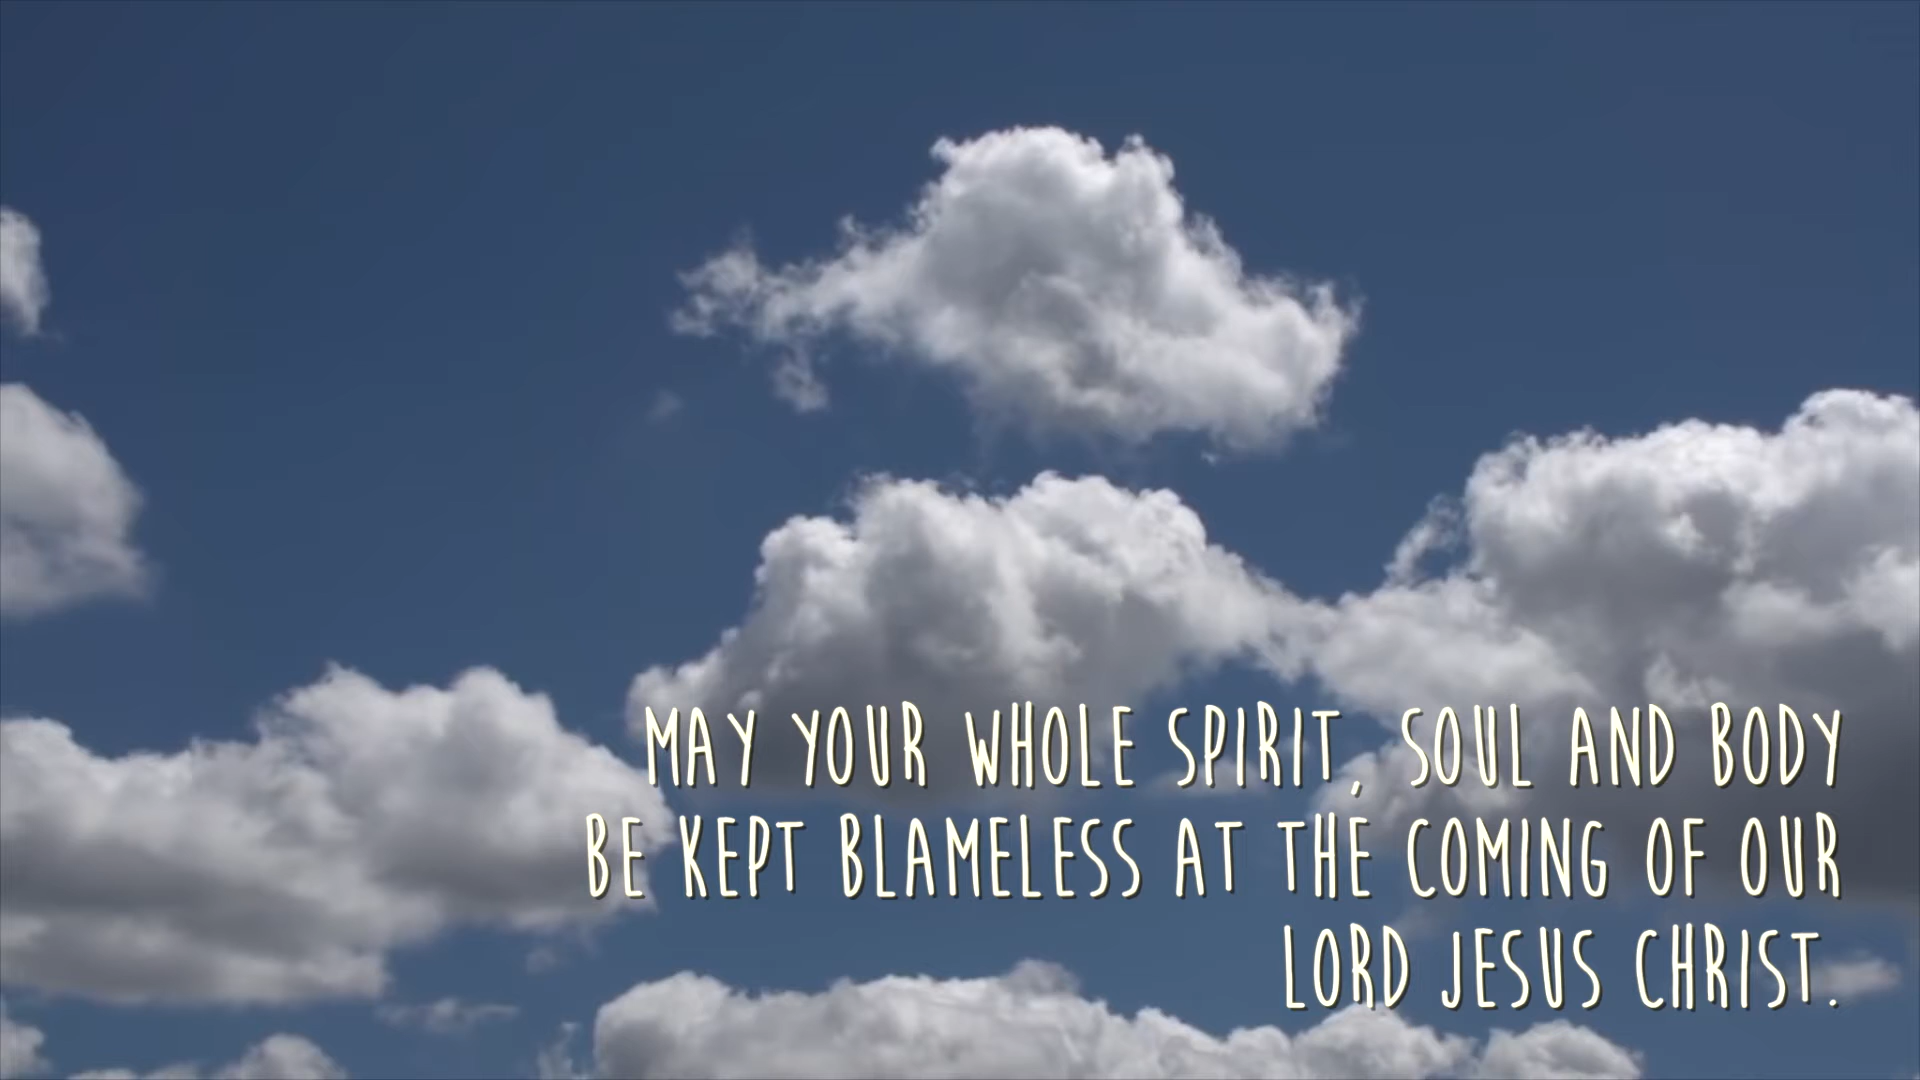 MAY YOUR WHOLE SPIRIT, SOUL AND BODY
BE KEPT BLAMELESS AT THE COMING OF OUR
LORD JESUS CHRIST.